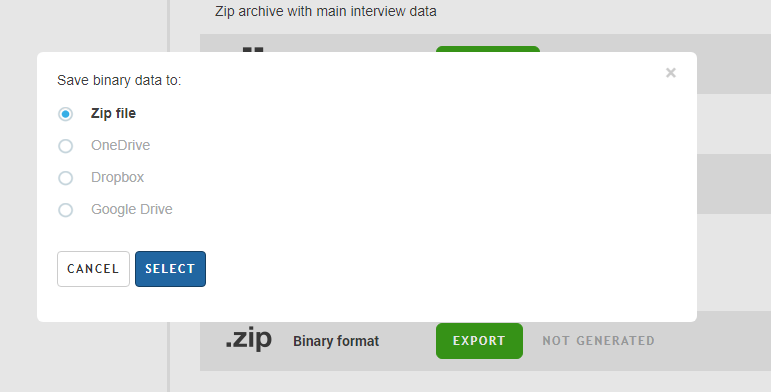 Zip archive with main interview data
Save binary data to:
×
Zip file
OneDrive
Dropbox
Google Drive
CANCEL SELECT
.zip Binary format EXPORT NOT GENERATED